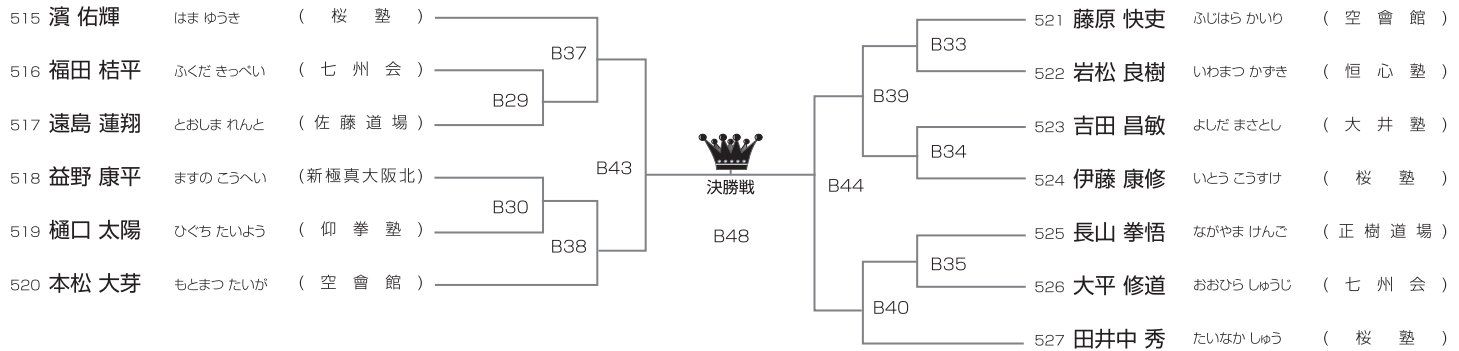 515 濱 佑輝 はま ゆうき ( 桜 塾 )
516 福田 桔平 ふくだ きっぺい ( 七 州 会 )
517 遠島 蓮翔 とおしま れんと ( 佐 藤 道 場 )
518 益野 康平 ますの こうへい (新極真大阪北)
519 樋口 太陽 ひぐち たいよう ( 仰 拳 塾 )
520 本松 大芽 もとまつ たいが ( 空 會 館 )
B37
B29
B30
B38
B43
決勝戦
B48
B44
B33
B39
B34
B35
B40
521 藤原 快吏 ふじはら かいり ( 空 會 館 )
522 岩松 良樹 いわまつ かずき ( 恒 心 塾 )
523 吉田 昌敏 よしだ まさとし ( 大 井 塾 )
524 伊藤 康修 いとう こうすけ ( 桜 塾 )
525 長山 拳悟 ながやま けんご ( 正 樹 道 場 )
526 大平 修道 おおひら しゅうじ ( 七 州 会 )
527 田井中 秀 たいなか しゅう ( 桜 塾 )